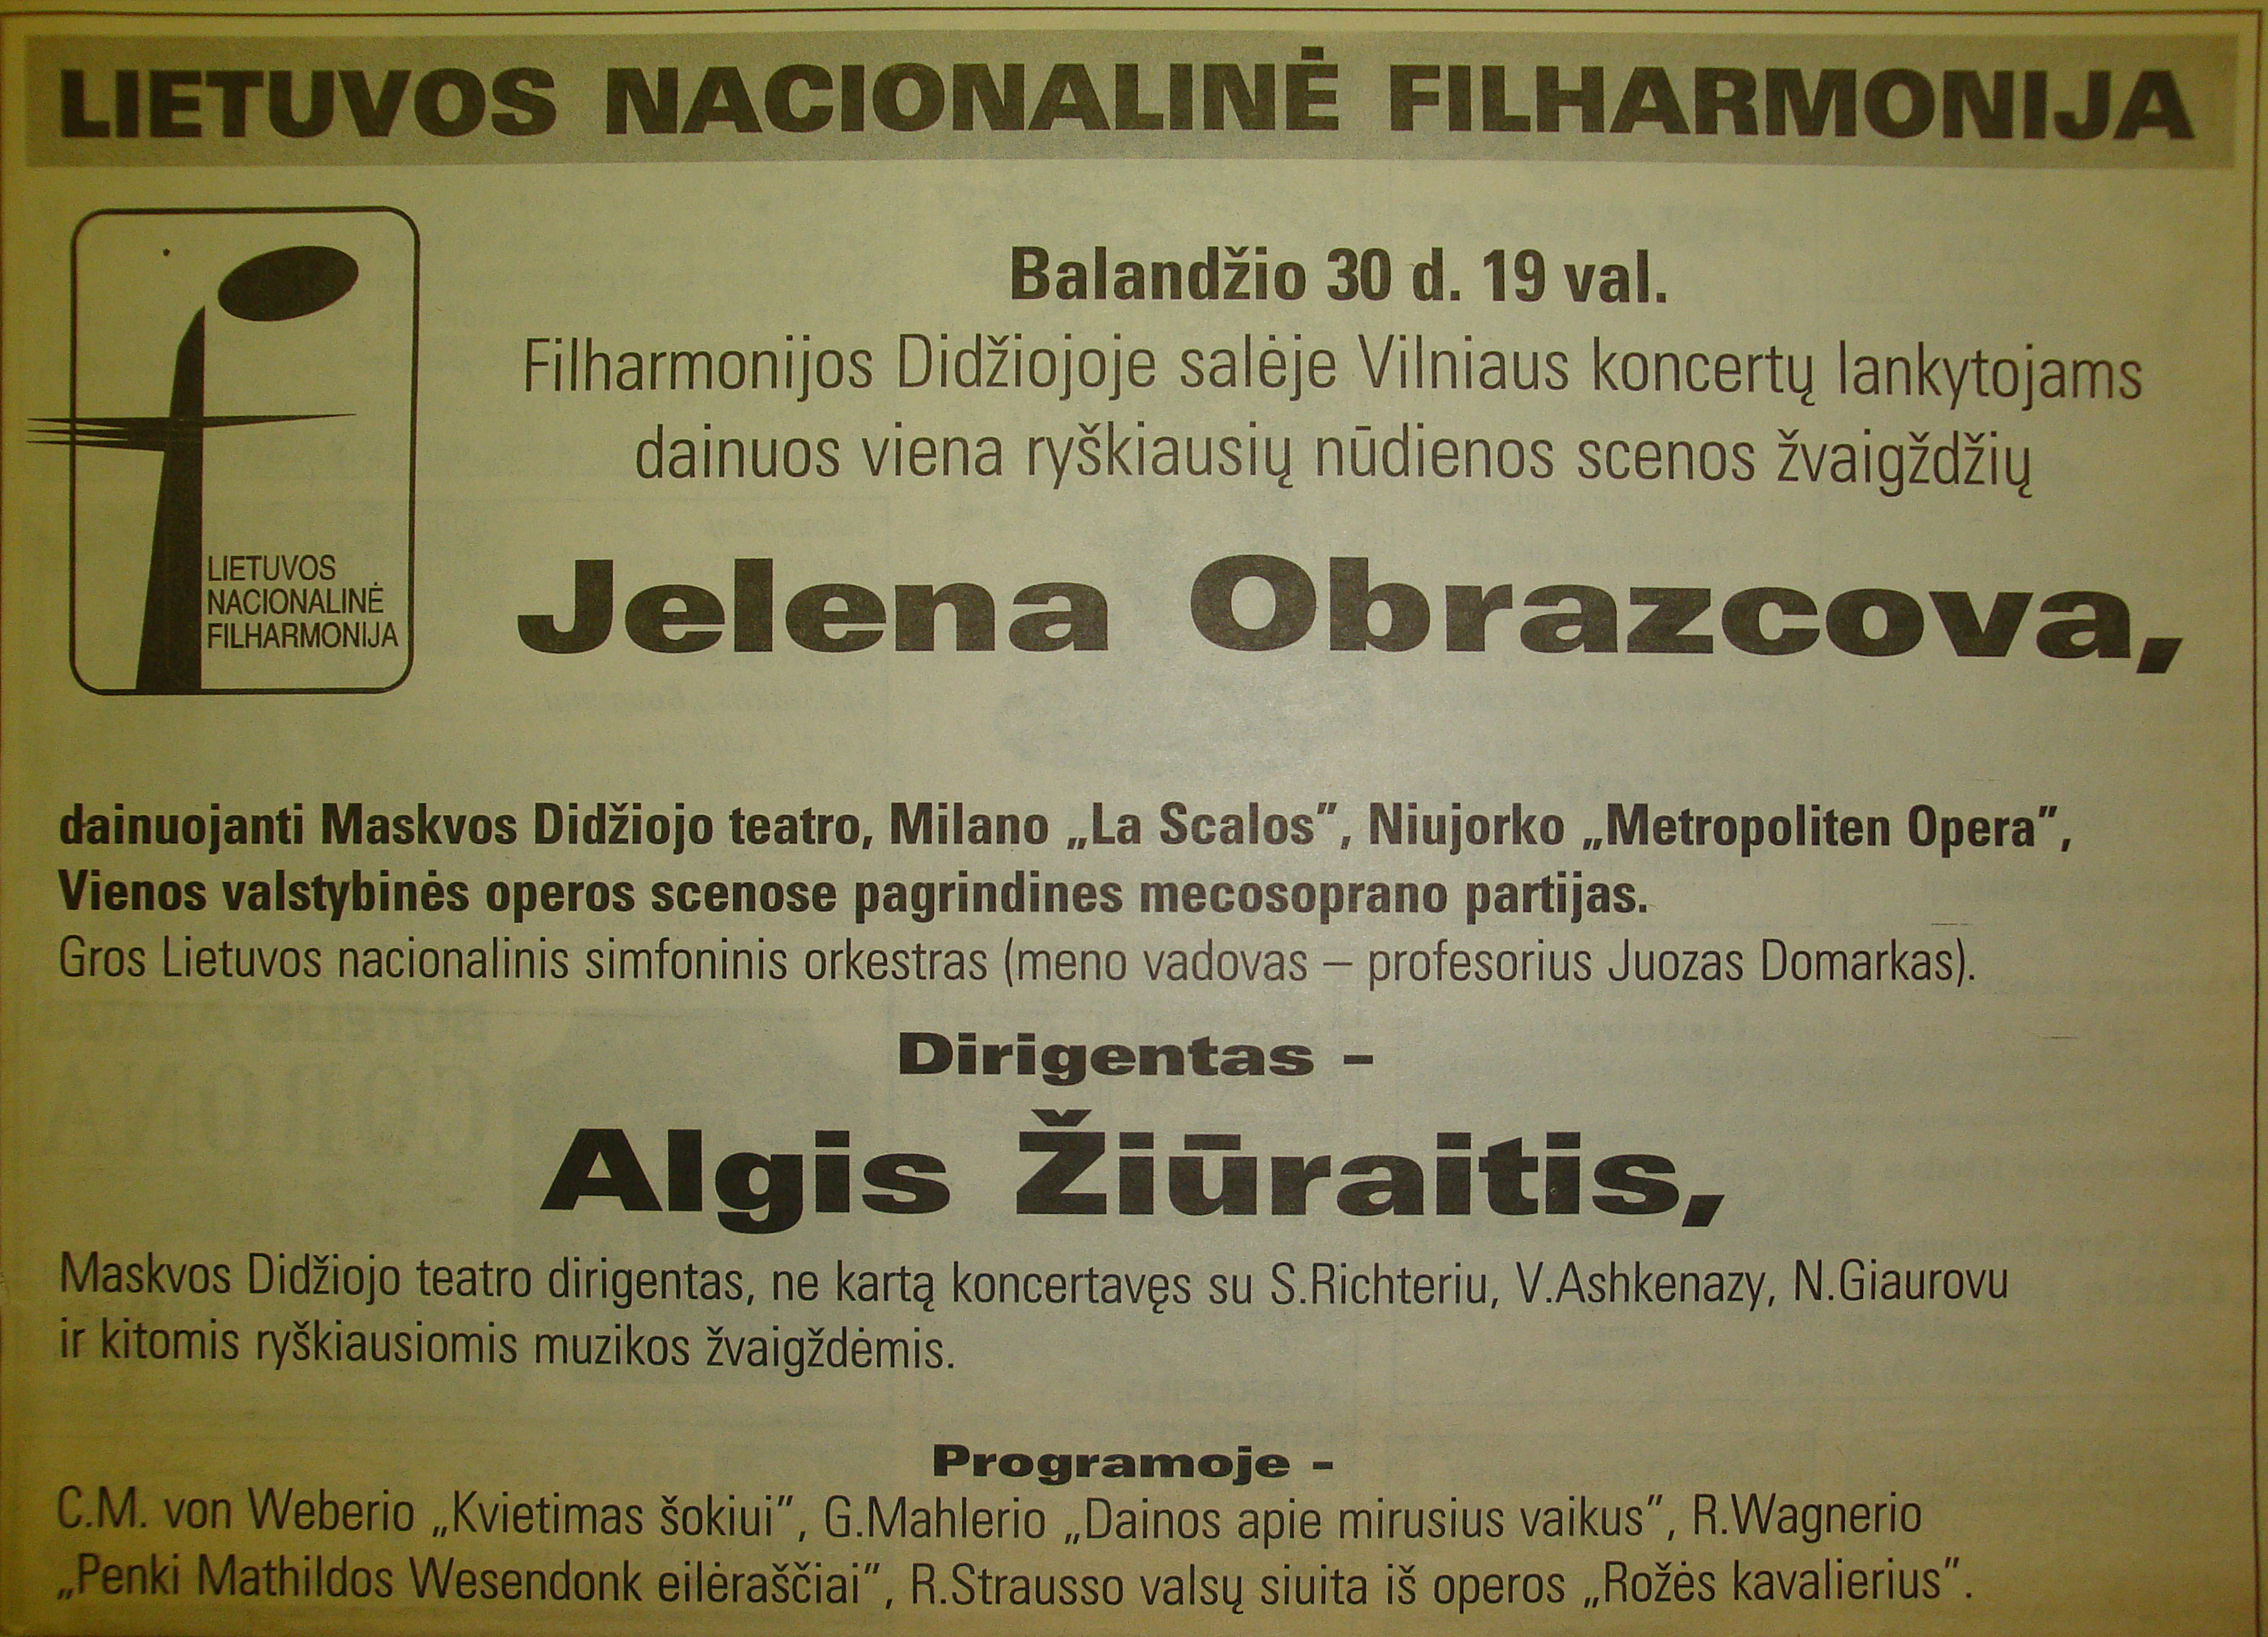 LIETUVOS NACIONALINĖ FILHARMONIJA
LIETUVOS
NACIONALINĖ
FILHARMONIJA
Balandžio 30 d. 19 val.
Filharmonijos Didžiojoje salėje Vilniaus koncertų lankytojams
dainuos viena ryškiausių nūdienos scenos žvaigždžių
Jelena Obrazcova,
dainuojanti Maskvos Didžiojo teatro, Milano „La Scalos”, Niujorko „Metropoliten Opera”,
Vienos valstybinės operos scenose pagrindines mecosoprano partijas.
Gros Lietuvos nacionalinis simfoninis orkestras (meno vadovas – profesorius Juozas Domarkas).
Dirigentas -
Algis Žiūraitis,
Maskvos Didžiojo teatro dirigentas, ne kartą koncertavęs su S.Richteriu, V.Ashkenazy, N.Giaurovu
ir kitomis ryškiausiomis muzikos žvaigždėmis.
Programoje -
C.M. von Weberio „Kvietimas šokiui”, G.Mahlerio „Dainos apie mirusius vaikus”, R.Wagnerio
„Penki Mathildos Wesendonk eilėraščiai”, R.Strausso valsų siuita iš operos „Rožės kavalierius”.